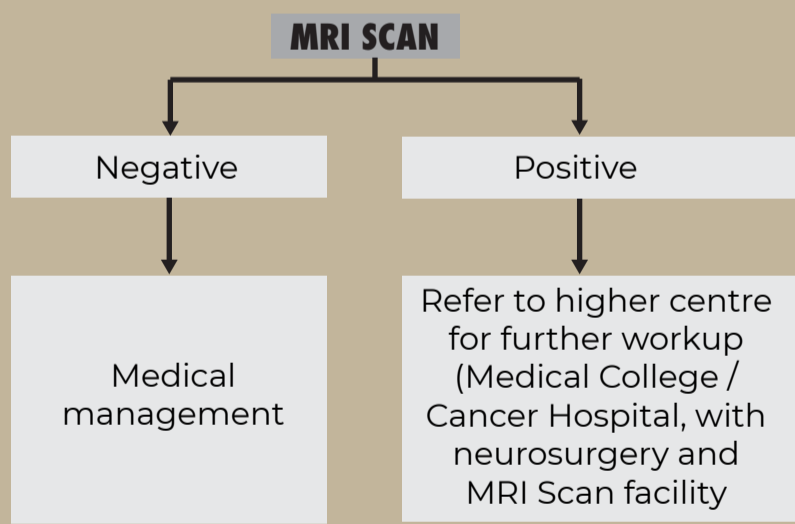 MRI SCAN
Negative
Positive
Medical
management
Refer to higher centre
for further workup
(Medical College /
Cancer Hospital, with
neurosurgery and
MRI Scan facility